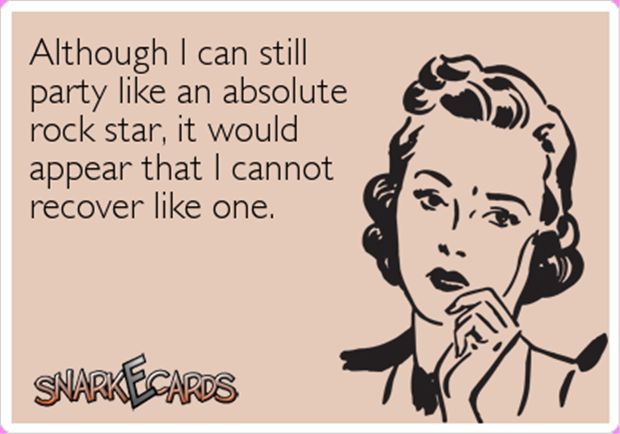 Although I can still
party like an absolute
rock star, it would
appear that I cannot
recover like one.
SNARKECARDS